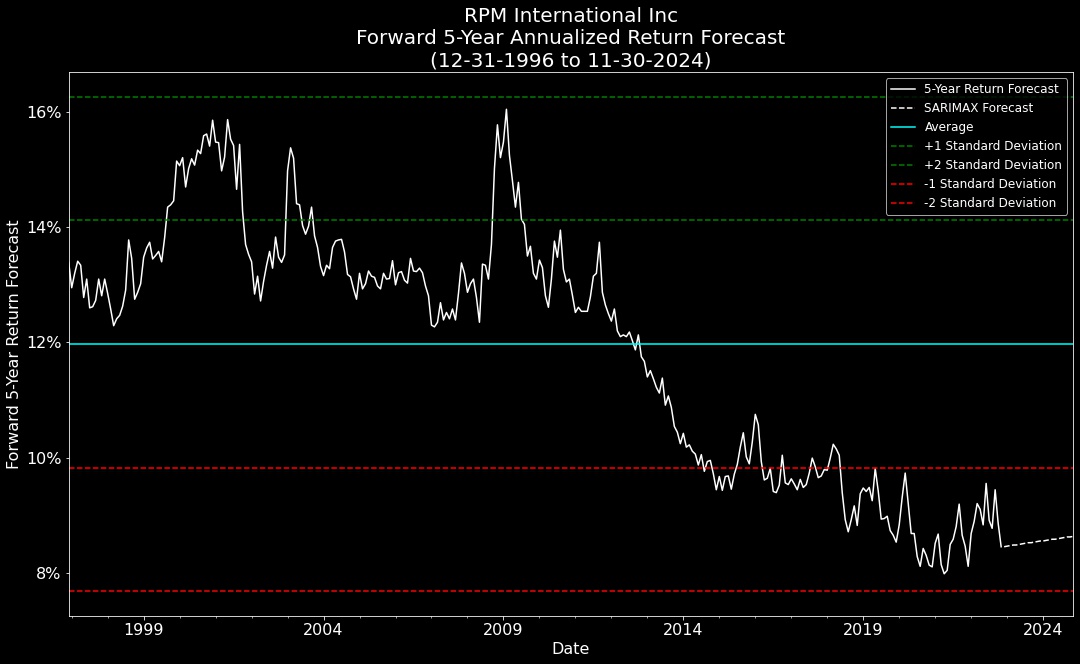 RPM International Inc
Forward 5-Year Annualized Return Forecast
(12-31-1996 to 11-30-2024)
5-Year Return Forecast
SARIMAX Forecast
Average
+1 Standard Deviation
+2 Standard Deviation
-1 Standard Deviation
-2 Standard Deviation
Forward 5-Year Return Forecast
16%
14%
12%
10%
8%
1999
2004
2009
2014
2019
2024
Date